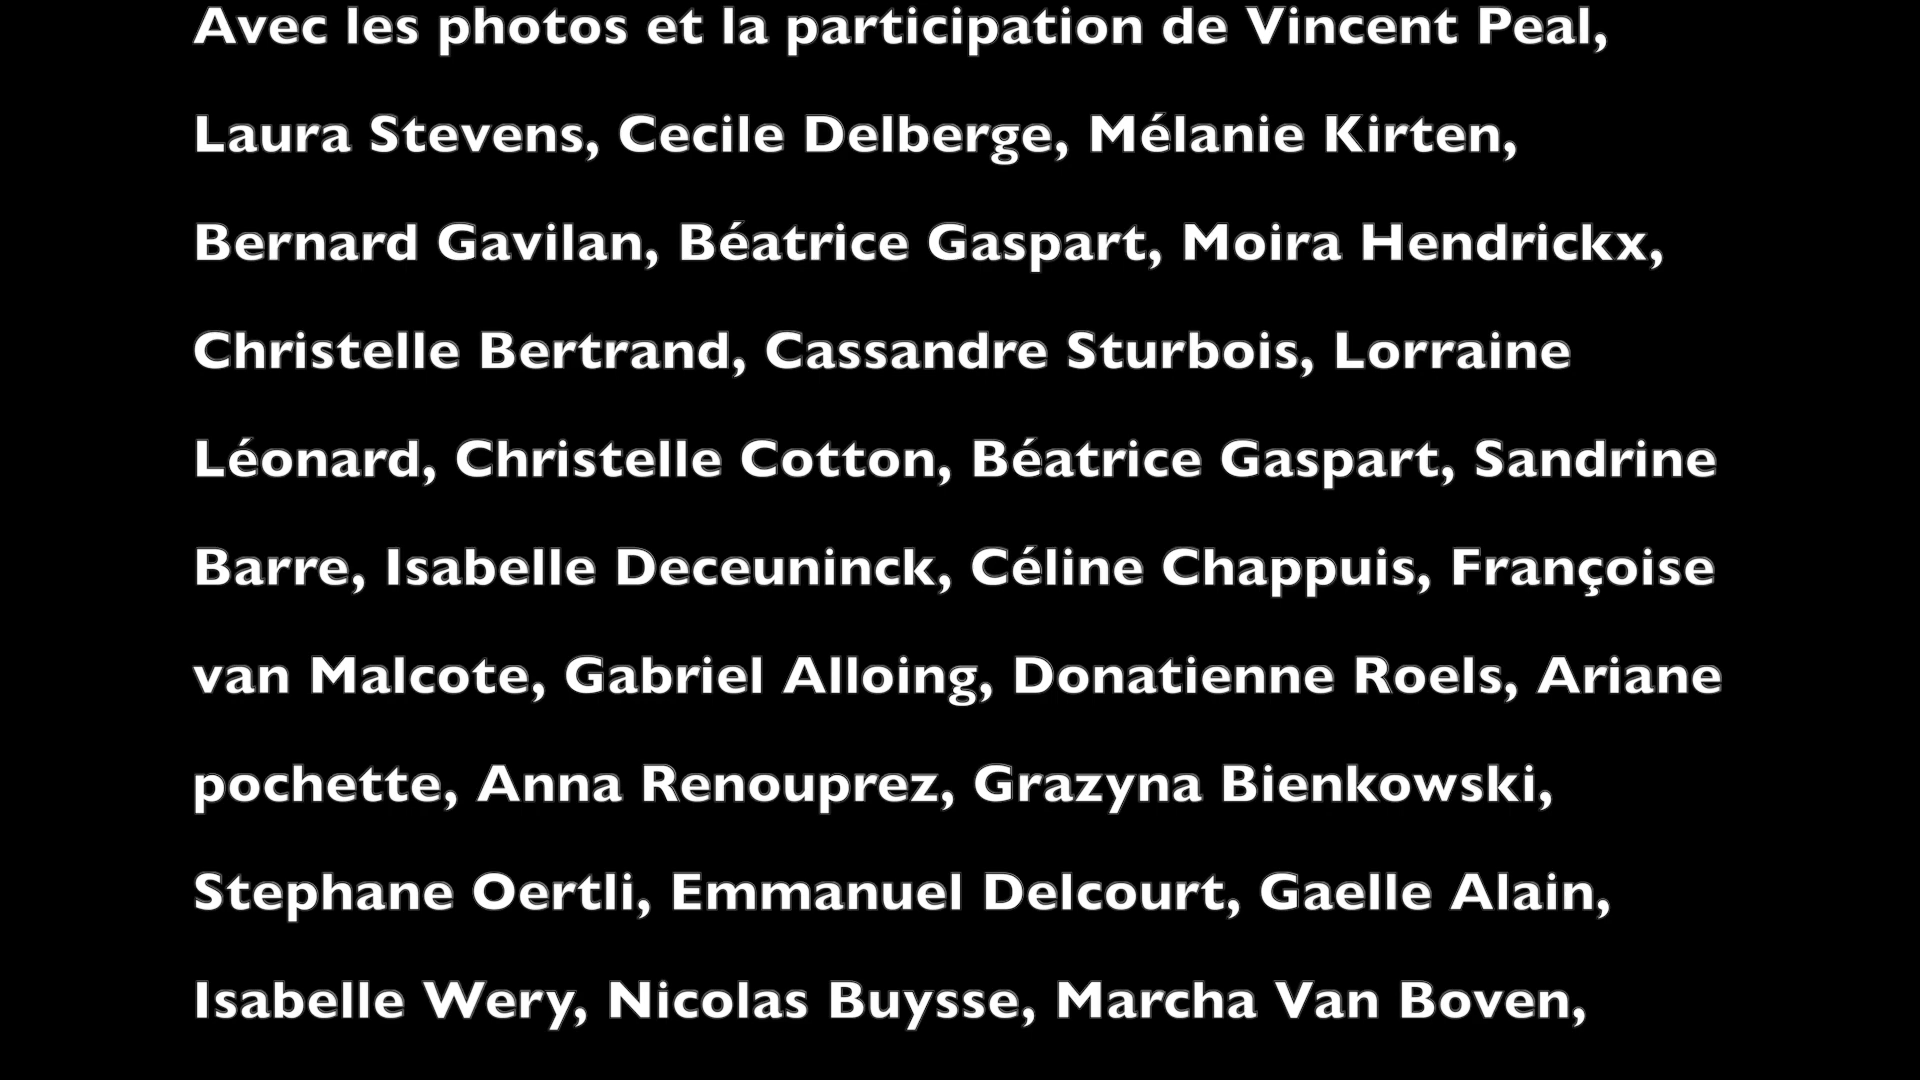 Avec les photos et la participation de Vincent Peal,
Laura Stevens, Cecile Delberge, Mélanie Kirten,
Bernard Gavilan, Béatrice Gaspart, Moira Hendrickx,
Christelle Bertrand, Cassandre Sturbois, Lorraine
Léonard, Christelle Cotton, Béatrice Gaspart, Sandrine
Barre, Isabelle Deceuninck, Céline Chappuis, Françoise
van Malcote, Gabriel Alloing, Donatienne Roels, Ariane
pochette, Anna Renouprez, Grazyna Bienkowski,
Stephane Oertli, Emmanuel Delcourt, Gaelle Alain,
Isabelle Wery, Nicolas Buysse, Marcha Van Boven,